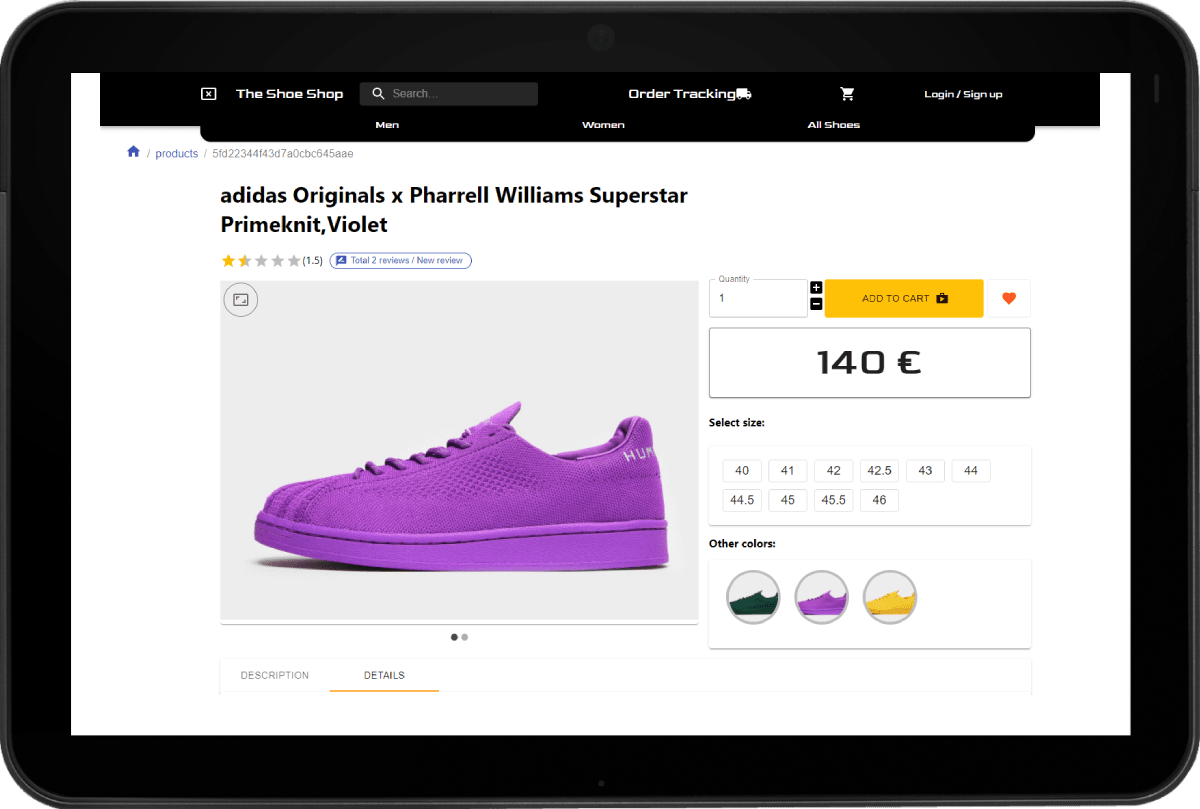 The Shoe Shop
Search...
Order Tracking
Login / Sign up
Men
Women
All Shoes
/ products / 5fd22344f43d7a0cbc645aae
adidas Originals x Pharrell Williams Superstar
Primeknit,Violet
(1.5)
Total 2 reviews / New review
Quantity
1
ADD TO CART
140 €
Select size:
40 41 42 42.5 43 44
44.5 45 45.5 46
Other colors:
DESCRIPTION
DETAILS